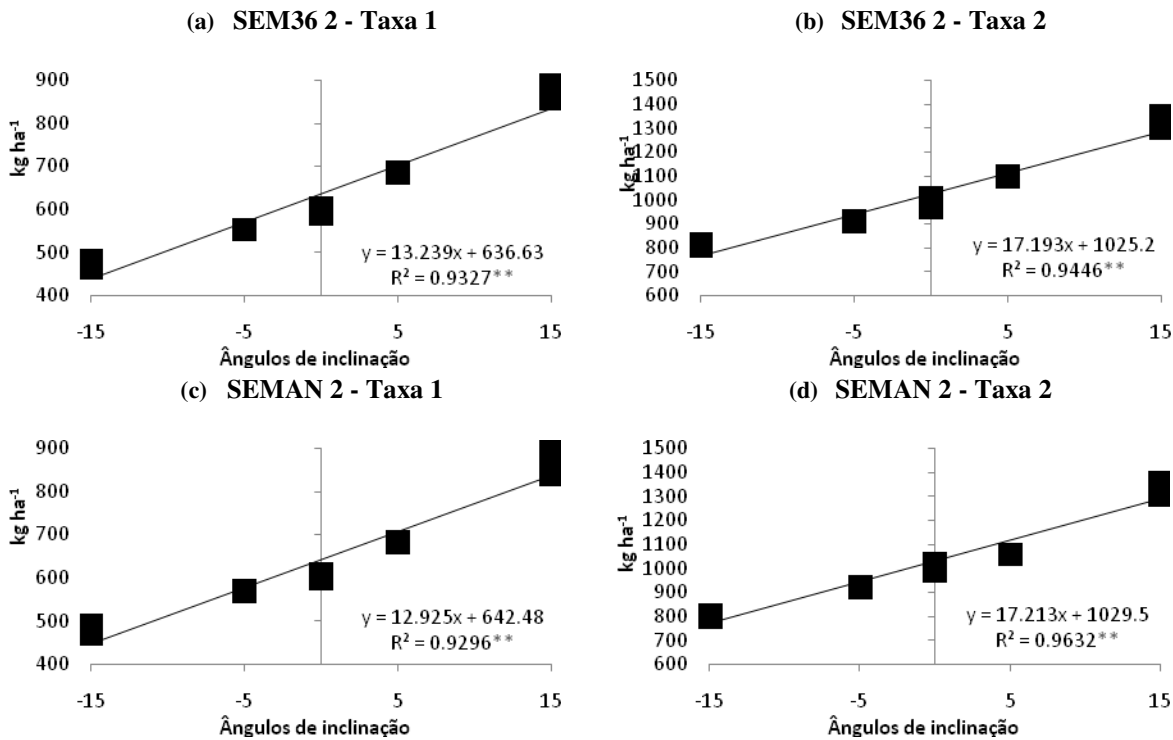 (a) SEM36 2 - Taxa 1
900
800
700
600
500
400
kg ha⁻¹
y = 13.239x + 636.63
R² = 0.9327**
-15 -5 5 15
Ângulos de inclinação
(b) SEM36 2 - Taxa 2
1500
1400
1300
1200
1100
1000
900
800
700
600
kg ha⁻¹
y = 17.193x + 1025.2
R² = 0.9446**
-15 -5 5 15
Ângulos de inclinação
(c) SEMAN 2 - Taxa 1
900
800
700
600
500
400
kg ha⁻¹
y = 12.925x + 642.48
R² = 0.9296**
-15 -5 5 15
Ângulos de inclinação
(d) SEMAN 2 - Taxa 2
1500
1400
1300
1200
1100
1000
900
800
700
600
kg ha⁻¹
y = 17.213x + 1029.5
R² = 0.9632**
-15 -5 5 15
Ângulos de inclinação